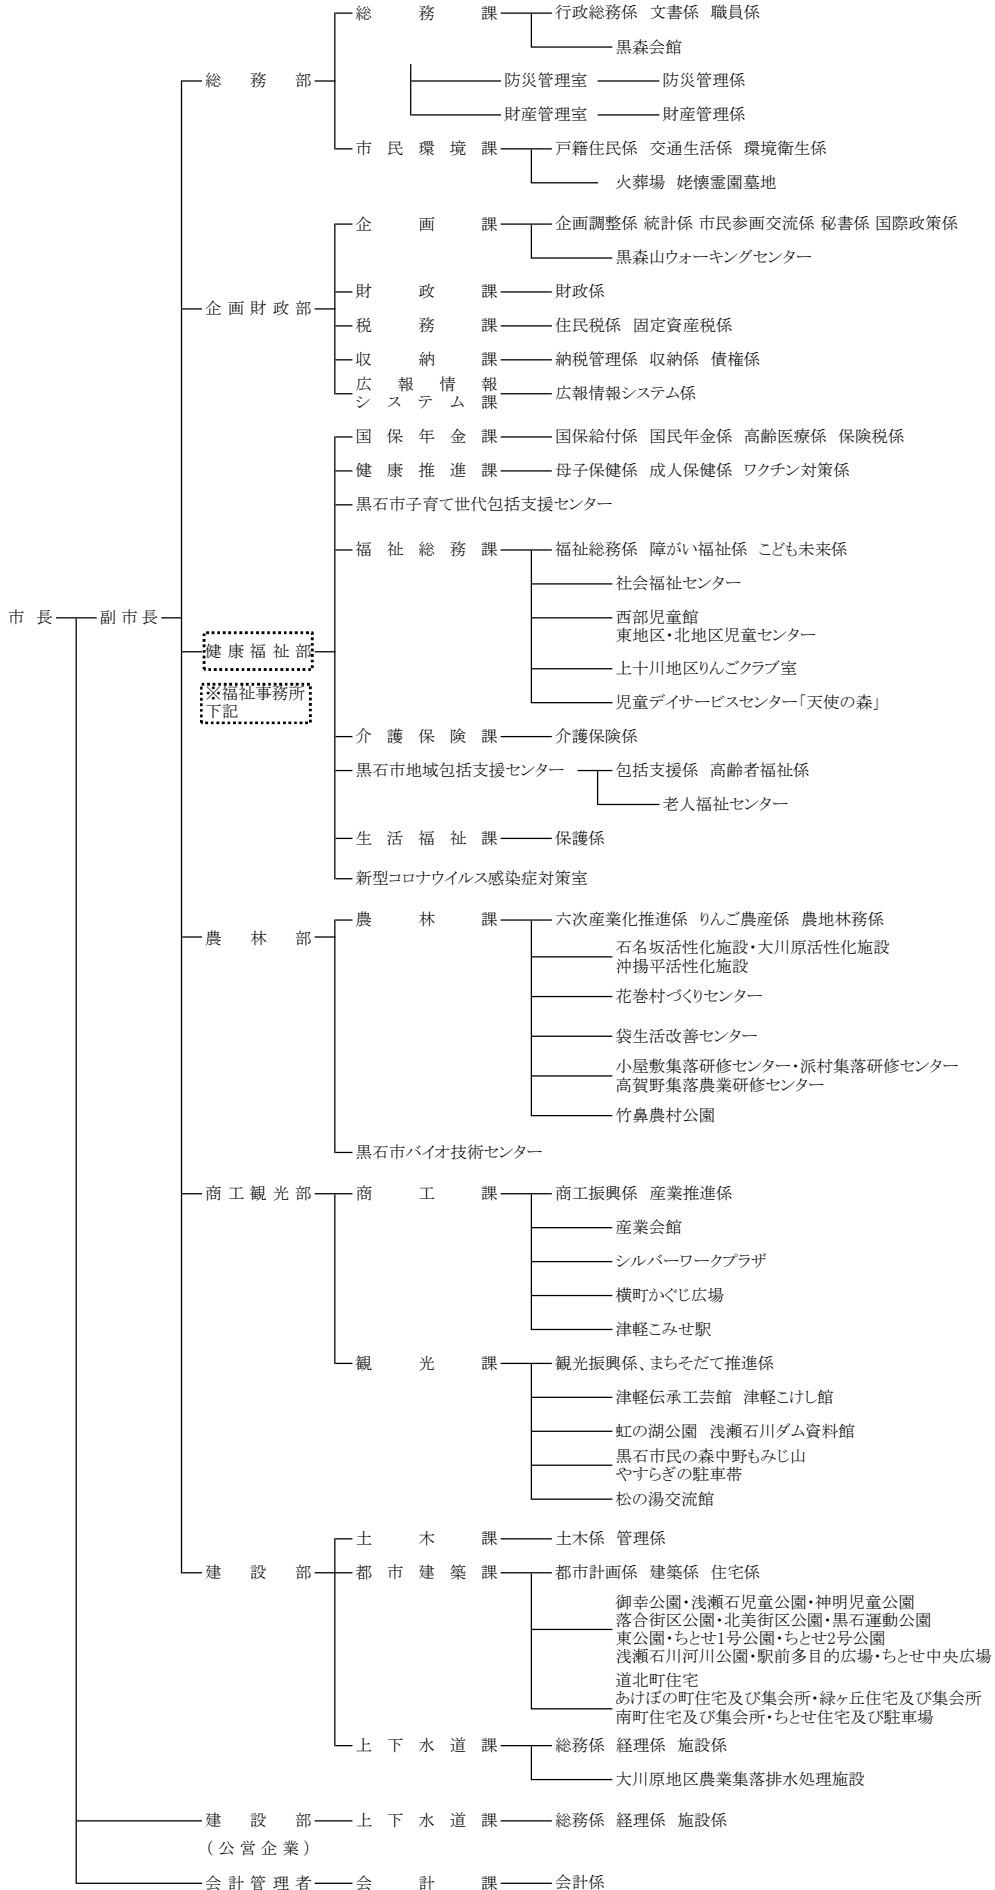 総務課 行政総務係 文書係 職員係
黒森会館
防災管理室 防災管理係
総務部
財産管理室 財産管理係
市民環境課 戸籍住民係 交通生活係 環境衛生係
火葬場 姥懐霊園墓地
企画課 企画調整係 統計係 市民参画交流係 秘書係 国際政策係
黒森山ウォーキングセンター
財政課 財政係
企画財政部
税務課 住民税係 固定資産税係
収納課 納税管理係 収納係 債権係
広報情報
システム課 広報情報システム係
国保年金課 国保給付係 国民年金係 高齢医療係 保険税係
健康推進課 母子保健係 成人保健係 ワクチン対策係
黒石市子育て世代包括支援センター
福祉総務課 福祉総務係 障がい福祉係 こども未来係
社会福祉センター
市長 副市長
西部児童館
東地区・北地区児童センター
健康福祉部
上十川地区りんごクラブ室
※福祉事務所
下記
児童デイサービスセンター「天使の森」
介護保険課 介護保険係
黒石市地域包括支援センター 包括支援係 高齢者福祉係
老人福祉センター
生活福祉課 保護係
新型コロナウイルス感染症対策室
農林課 六次産業化推進係 りんご農産係 農地林務係
農林部
石名坂活性化施設・大川原活性化施設
沖揚平活性化施設
花巻村づくりセンター
袋生活改善センター
小屋敷集落研修センター・派村集落研修センター
高賀野集落農業研修センター
竹鼻農村公園
黒石市バイオ技術センター
商工観光部 商工課 商工振興係 産業推進係
産業会館
シルバーワークプラザ
横町かぐじ広場
津軽こみせ駅
観光課 観光振興係、まちそだて推進係
津軽伝承工芸館 津軽こけし館
虹の湖公園 浅瀬石川ダム資料館
黒石市民の森中野もみじ山
やすらぎの駐車帯
松の湯交流館
土木課 土木係 管理係
建設部 都市建築課 都市計画係 建築係 住宅係
御幸公園・浅瀬石児童公園・神明児童公園
落合街区公園・北美街区公園・黒石運動公園
東公園・ちとせ1号公園・ちとせ2号公園
浅瀬石川河川公園・駅前多目的広場・ちとせ中央広場
道北町住宅
あけぼの町住宅及び集会所・緑ヶ丘住宅及び集会所
南町住宅及び集会所・ちとせ住宅及び駐車場
上下水道課 総務係 経理係 施設係
大川原地区農業集落排水処理施設
建設部 上下水道課 総務係 経理係 施設係
（公営企業）
会計管理者 会計課 会計係